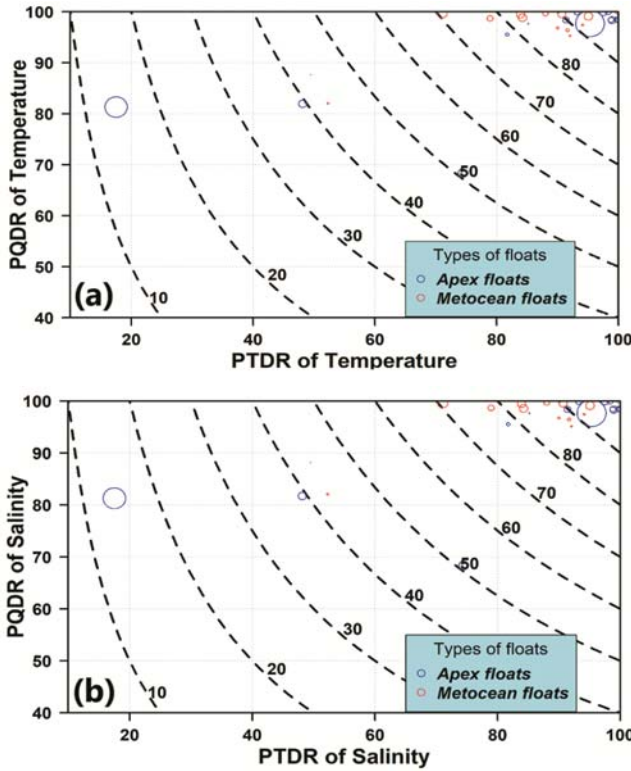 100
90
80
70
60
50
40
PQDR of Temperature
80
70
60
50
40
30
20
10
(a)
Types of floats
Apex floats
Metocean floats
20 40 60 80 100
PTDR of Temperature
100
90
80
70
60
50
40
PQDR of Salinity
80
70
60
50
40
30
20
10
(b)
Types of floats
Apex floats
Metocean floats
20 40 60 80 100
PTDR of Salinity